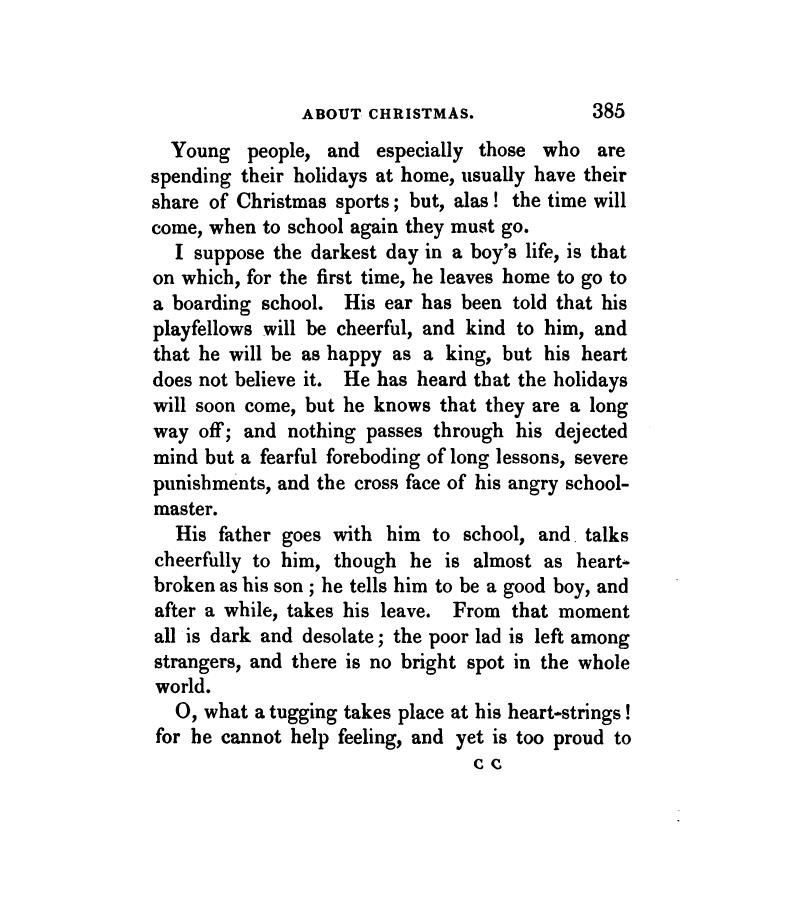 ABOUT CHRISTMAS. 385
Young people, and especially those who are
spending their holidays at home, usually have their
share of Christmas sports; but, alas! the time will
come, when to school again they must go.
I suppose the darkest day in a boy's life, is that
on which, for the first time, he leaves home to go to
a boarding school. His ear has been told that his
playfellows will be cheerful, and kind to him, and
that he will be as happy as a king, but his heart
does not believe it. He has heard that the holidays
will soon come, but he knows that they are a long
way off; and nothing passes through his dejected
mind but a fearful foreboding of long lessons, severe
punishments, and the cross face of his angry school-
master.
His father goes with him to school, and talks
cheerfully to him, though he is almost as heart-
broken as his son; he tells him to be a good boy, and
after a while, takes his leave. From that moment
all is dark and desolate; the poor lad is left among
strangers, and there is no bright spot in the whole
world.
O, what a tugging takes place at his heart-strings!
for he cannot help feeling, and yet is too proud to
C C